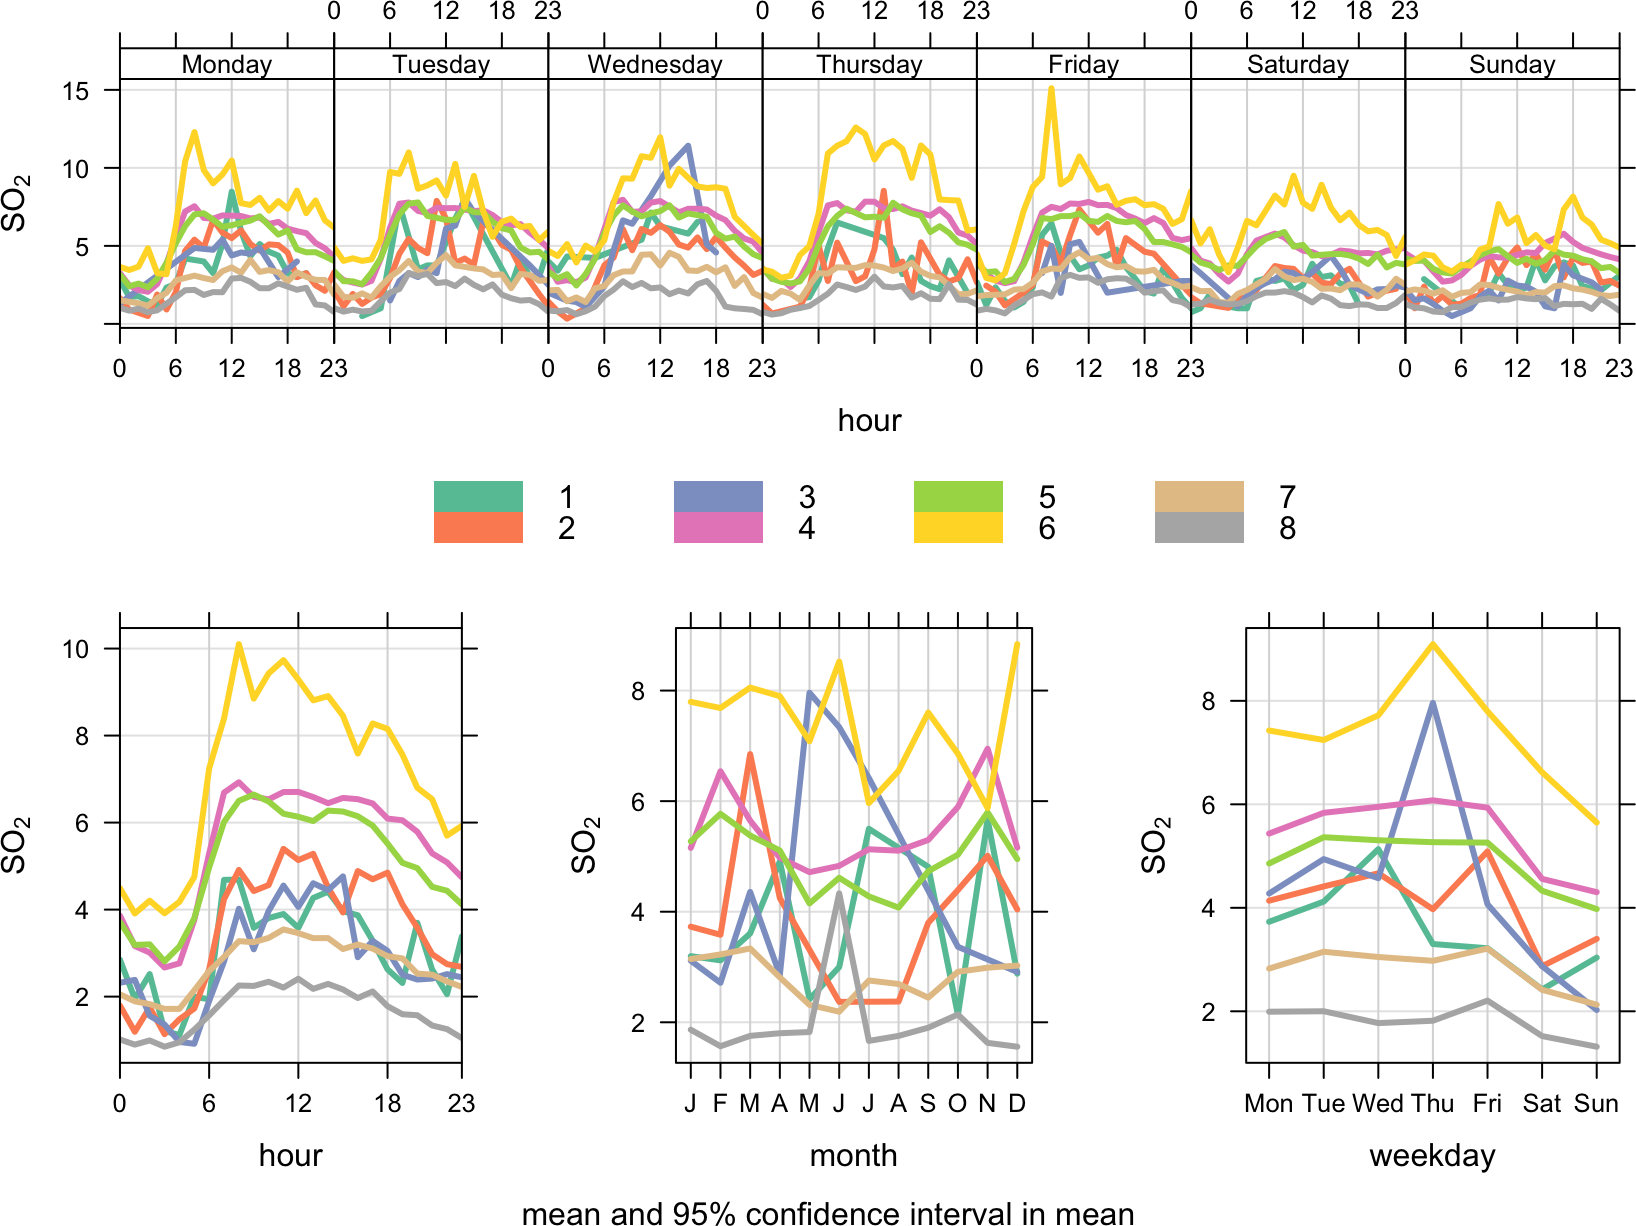 0 6 12 18 23 0 6 12 18 23 0 6 12 18 23
Monday Tuesday Wednesday Thursday Friday Saturday Sunday
15
10
5
SO2
0 6 12 18 23 0 6 12 18 23 0 6 12 18 23 0 6 12 18 23
hour
1 3 5 7
2 4 6 8
10
8
6
4
2
SO2
0 6 12 18 23
hour
8
6
4
2
SO2
J F M A M J J A S O N D
month
8
6
4
2
SO2
Mon Tue Wed Thu Fri Sat Sun
weekday
mean and 95% confidence interval in mean